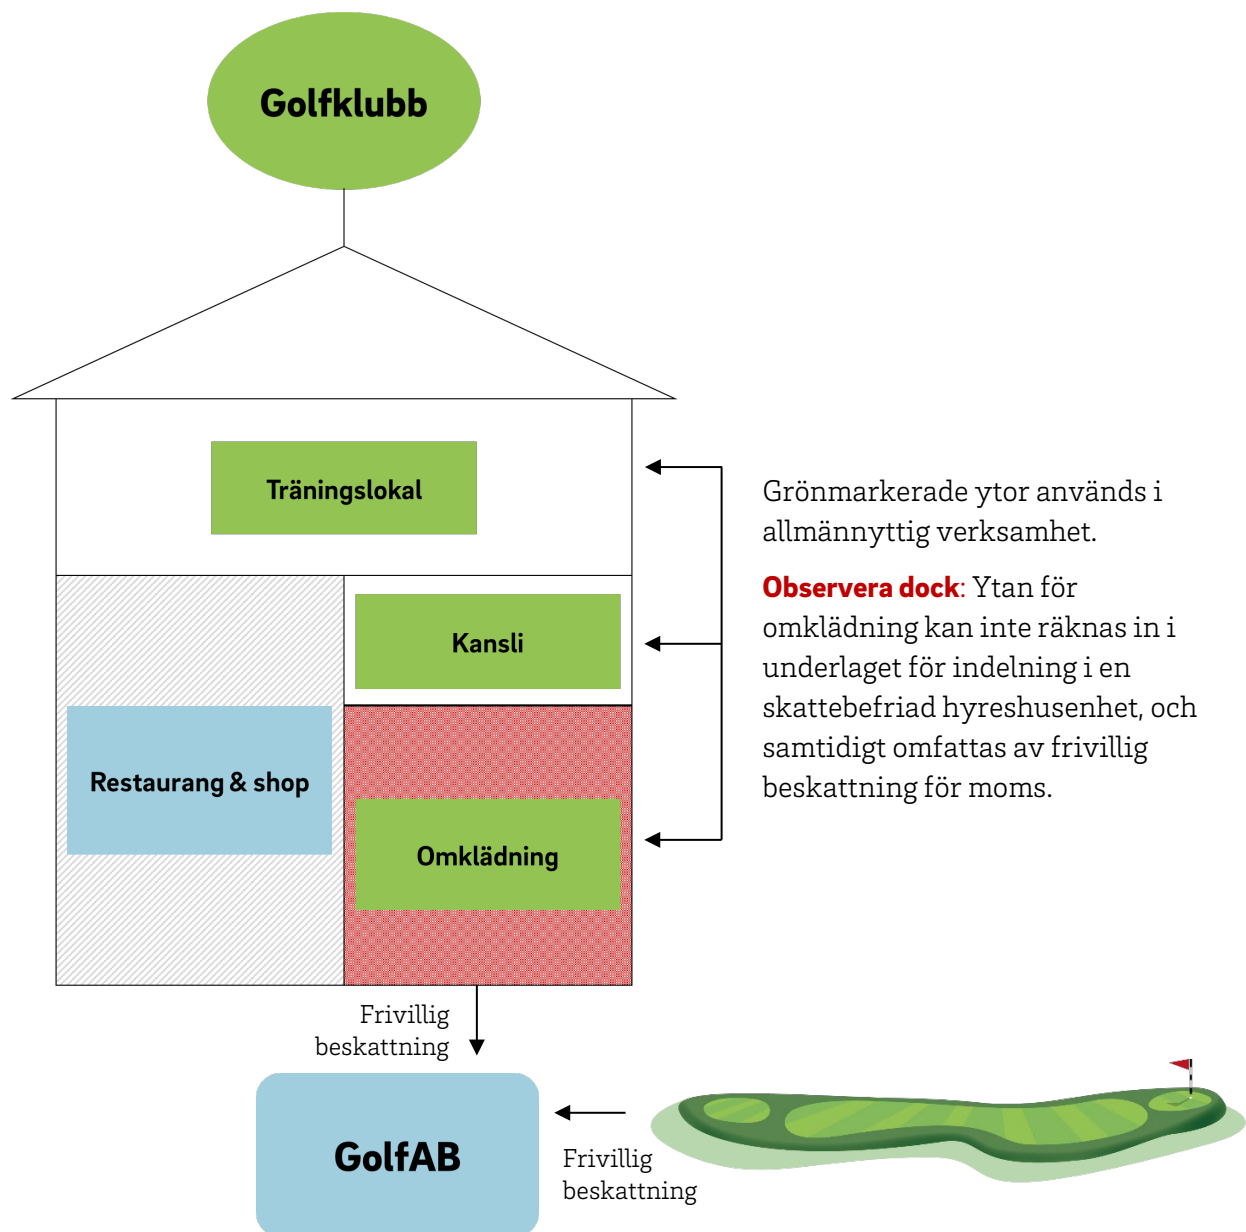 Golfklubb
Träningslokal
Grönmarkerade ytor används i
allmännyttig verksamhet.
Observera dock: Ytan för
omklädning kan inte räknas in i
underlaget för indelning i en
skattebefriad hyreshusenhet, och
samtidigt omfattas av frivillig
beskattning för moms.
Kansli
Restaurang & shop
Omklädning
Frivillig
beskattning
GolfAB
Frivillig
beskattning